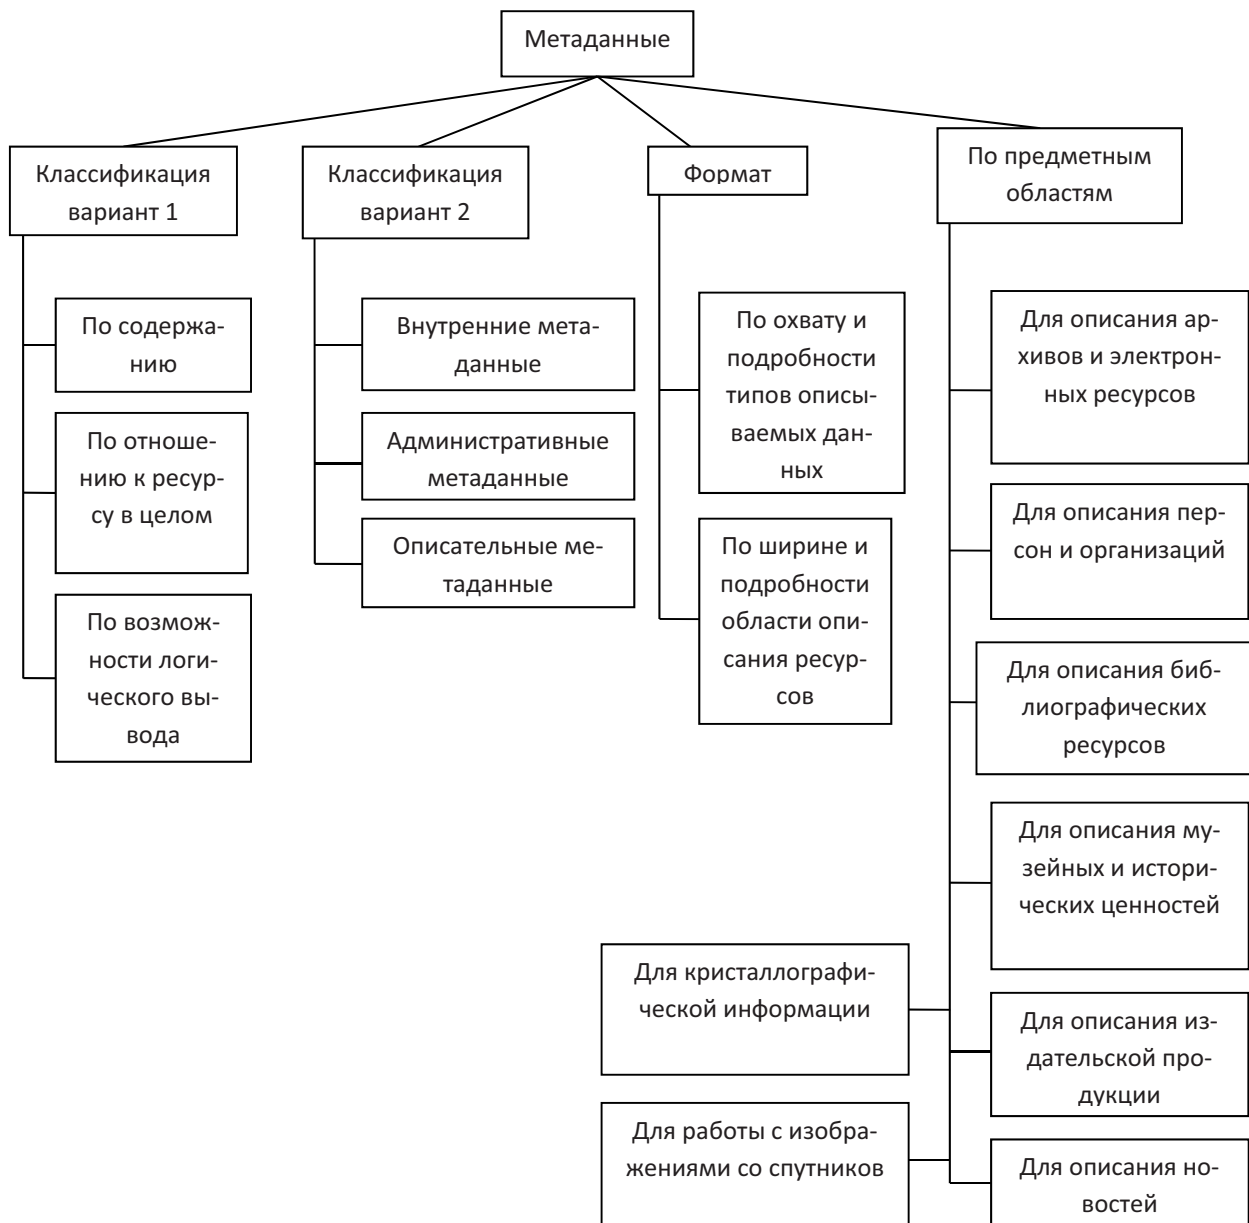 Метаданные
Классификация
вариант 1
По содержа-
нию
По отноше-
нию к ресур-
су в целом
По возмож-
ности логи-
ческого вы-
вода
Классификация
вариант 2
Внутренние мета-
данные
Административные
метаданные
Описательные ме-
таданные
Формат
По охвату и
подробности
типов описы-
ваемых дан-
ных
По ширине и
подробности
области опи-
сания ресур-
сов
По предметным
областям
Для описания ар-
хивов и электрон-
ных ресурсов
Для описания пер-
сон и организаций
Для описания биб-
лиографических
ресурсов
Для описания му-
зейных и истори-
ческих ценностей
Для кристаллографи-
ческой информации
Для описания из-
дательской про-
дукции
Для работы с изобра-
жениями со спутников
Для описания но-
востей